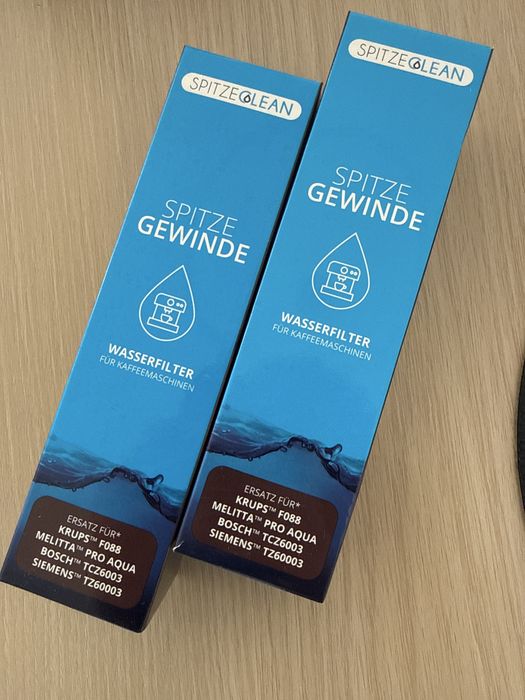 SPITZECLEAN
SPITZE
GEWINDE
WASSERFILTER
FÜR KAFFEEMASCHINEN
ERSATZ FÜR*
KRUPS™ F088
MELITTA™ PRO AQUA
BOSCH™ TCZ6003
SIEMENS™ TZ60003
SPITZECLEAN
SPITZE
GEWINDE
WASSERFILTER
FÜR KAFFEEMASCHINEN
ERSATZ FÜR*
KRUPS™ F088
MELITTA™ PRO AQUA
BOSCH™ TCZ6003
SIEMENS™ TZ60003